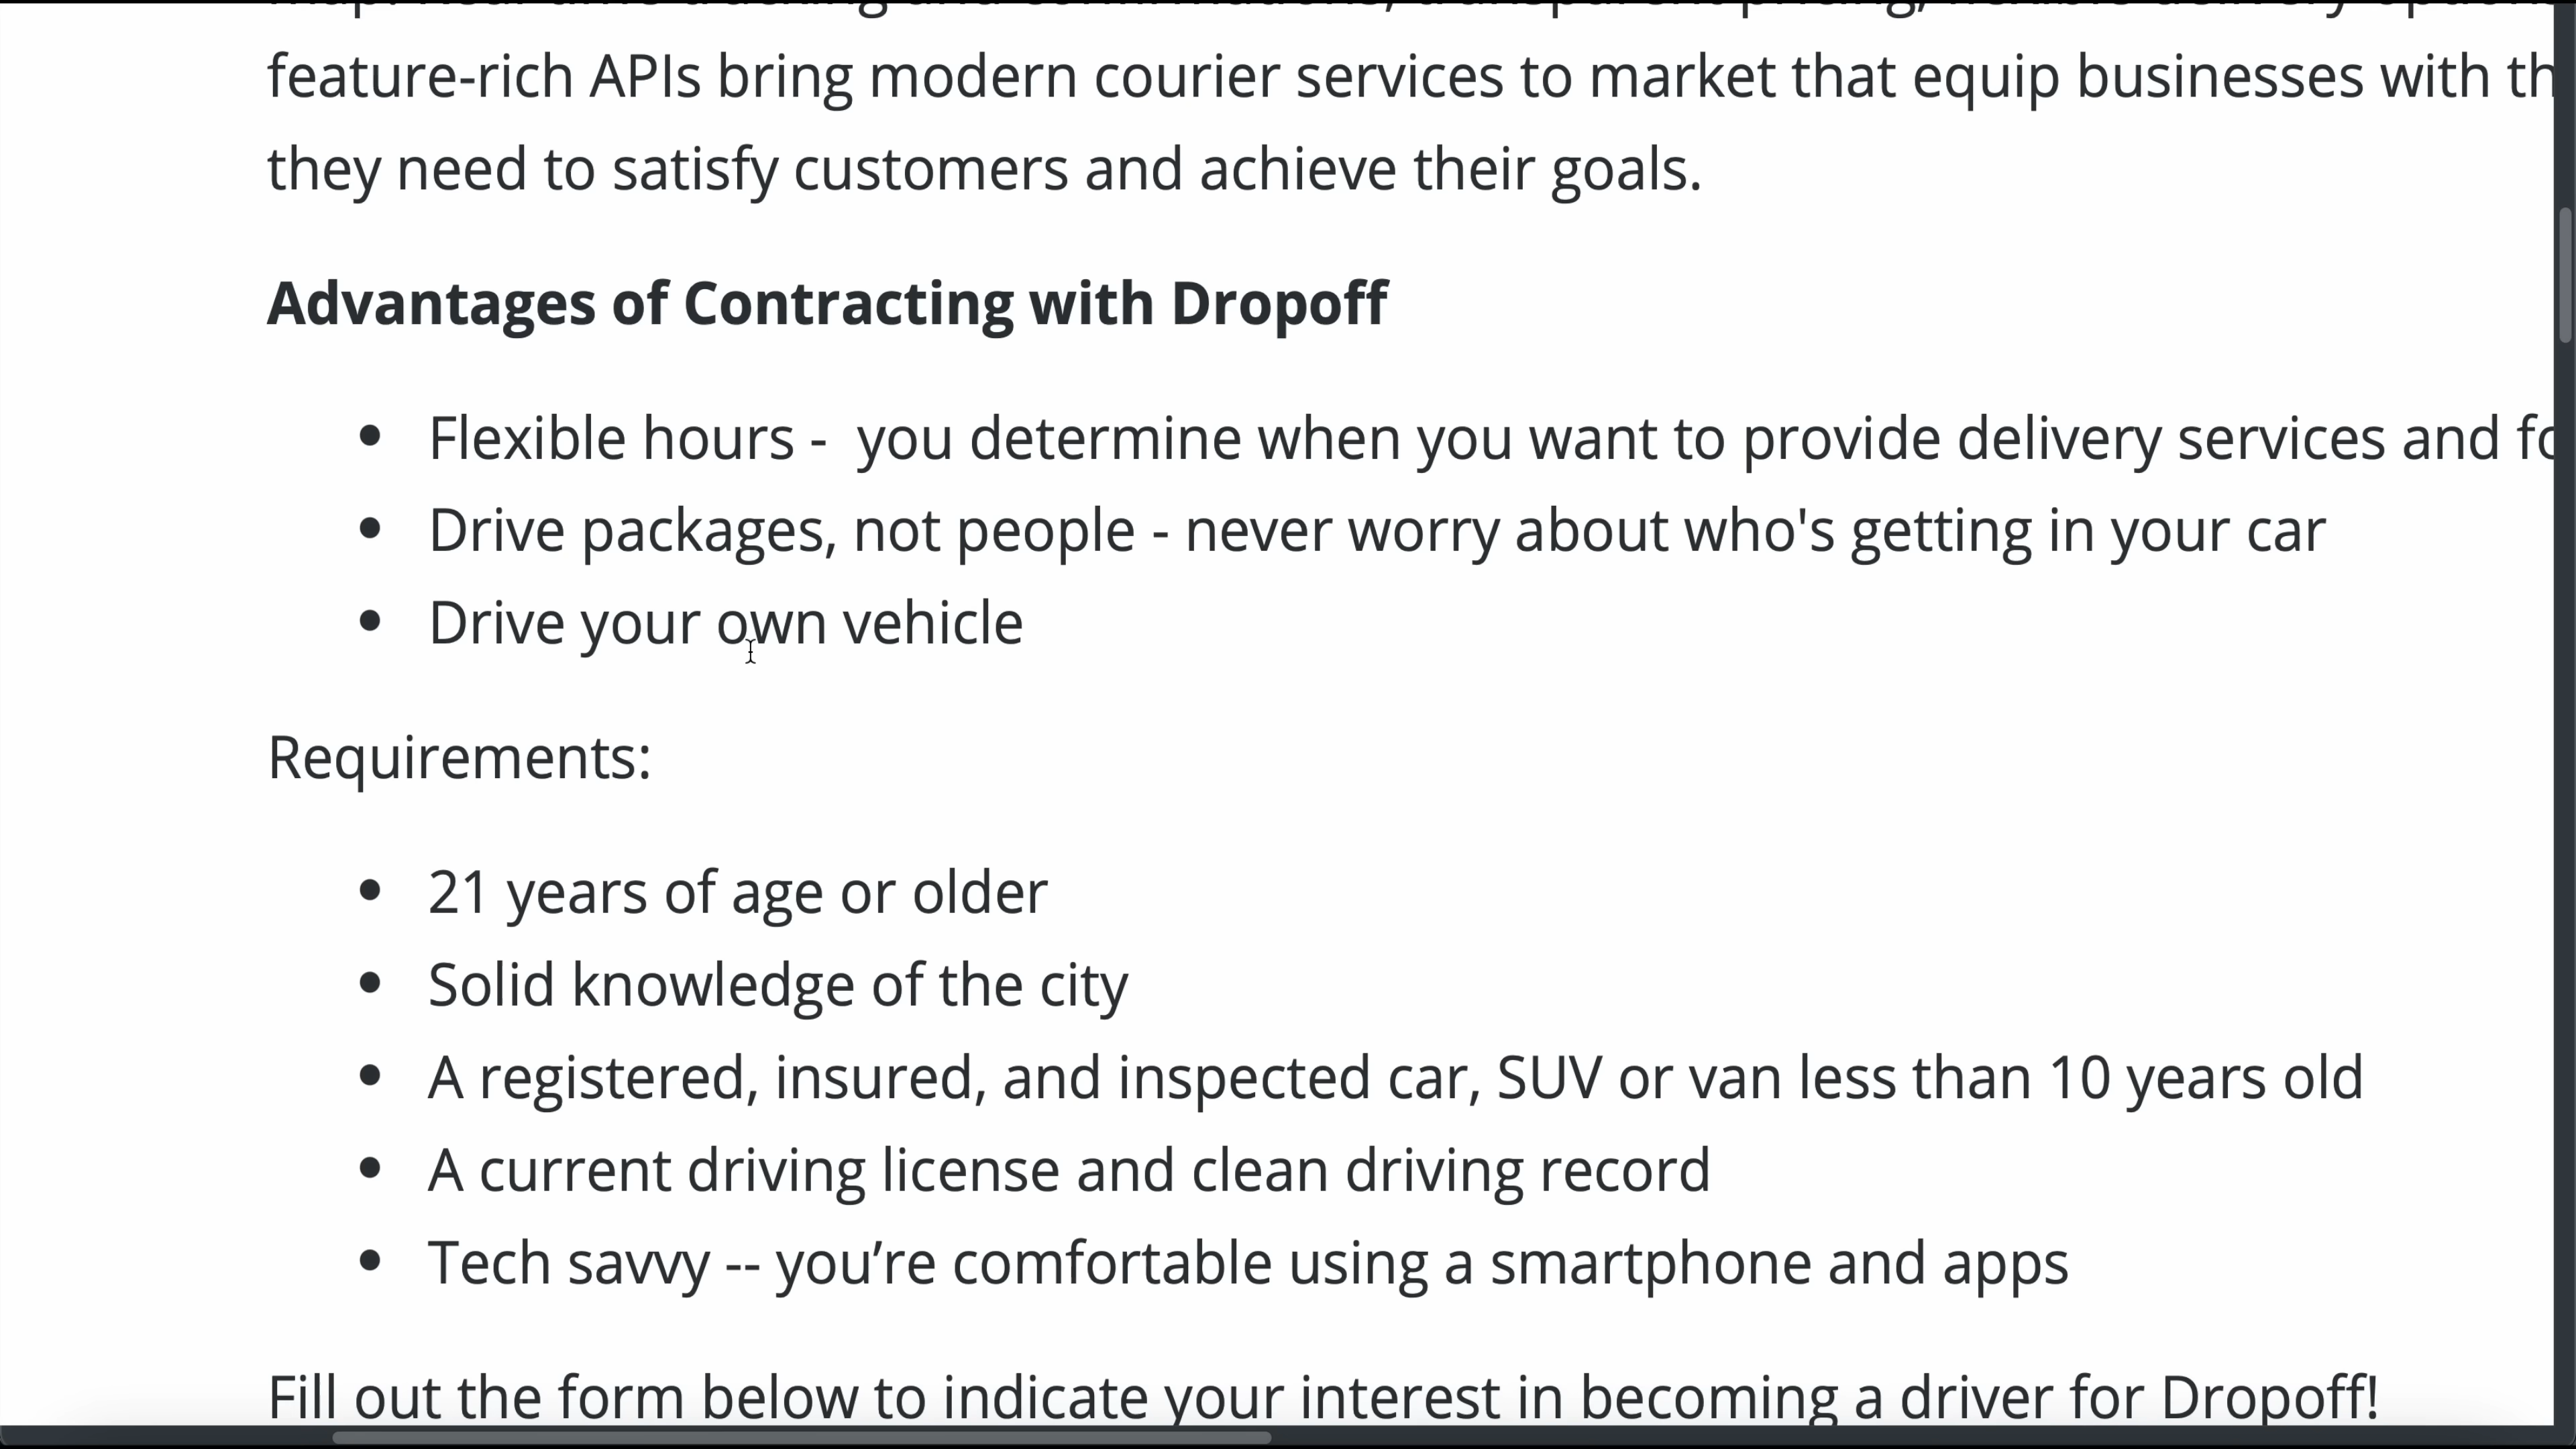 feature-rich APIs bring modern courier services to market that equip businesses with
they need to satisfy customers and achieve their goals.
Advantages of Contracting with Dropoff
• Flexible hours - you determine when you want to provide delivery services and
• Drive packages, not people - never worry about who's getting in your car
• Drive your own vehicle
Requirements:
• 21 years of age or older
• Solid knowledge of the city
• A registered, insured, and inspected car, SUV or van less than 10 years old
• A current driving license and clean driving record
• Tech savvy -- you’re comfortable using a smartphone and apps
Fill out the form below to indicate your interest in becoming a driver for Dropoff!